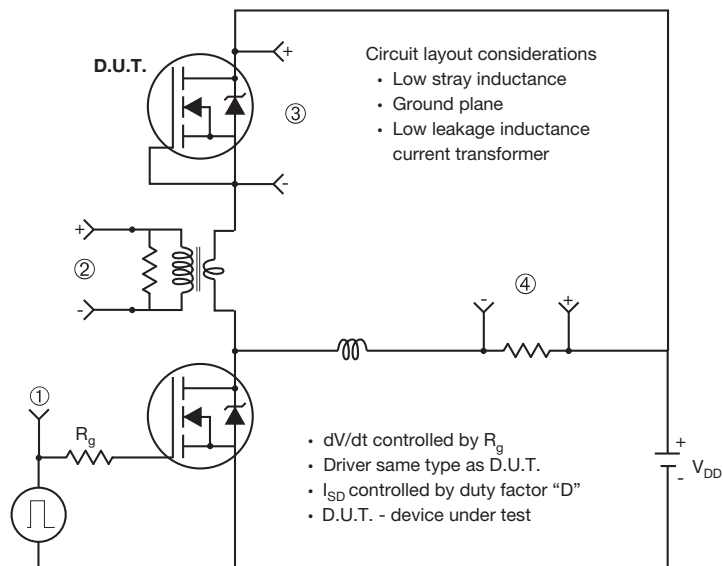 D.U.T.
+
③
-
Circuit layout considerations
• Low stray inductance
• Ground plane
• Low leakage inductance
current transformer
+
②
-
-
④
+
①
R_g
• dV/dt controlled by R_g
• Driver same type as D.U.T.
• I_SD controlled by duty factor “D”
• D.U.T. - device under test
+
-
V_DD